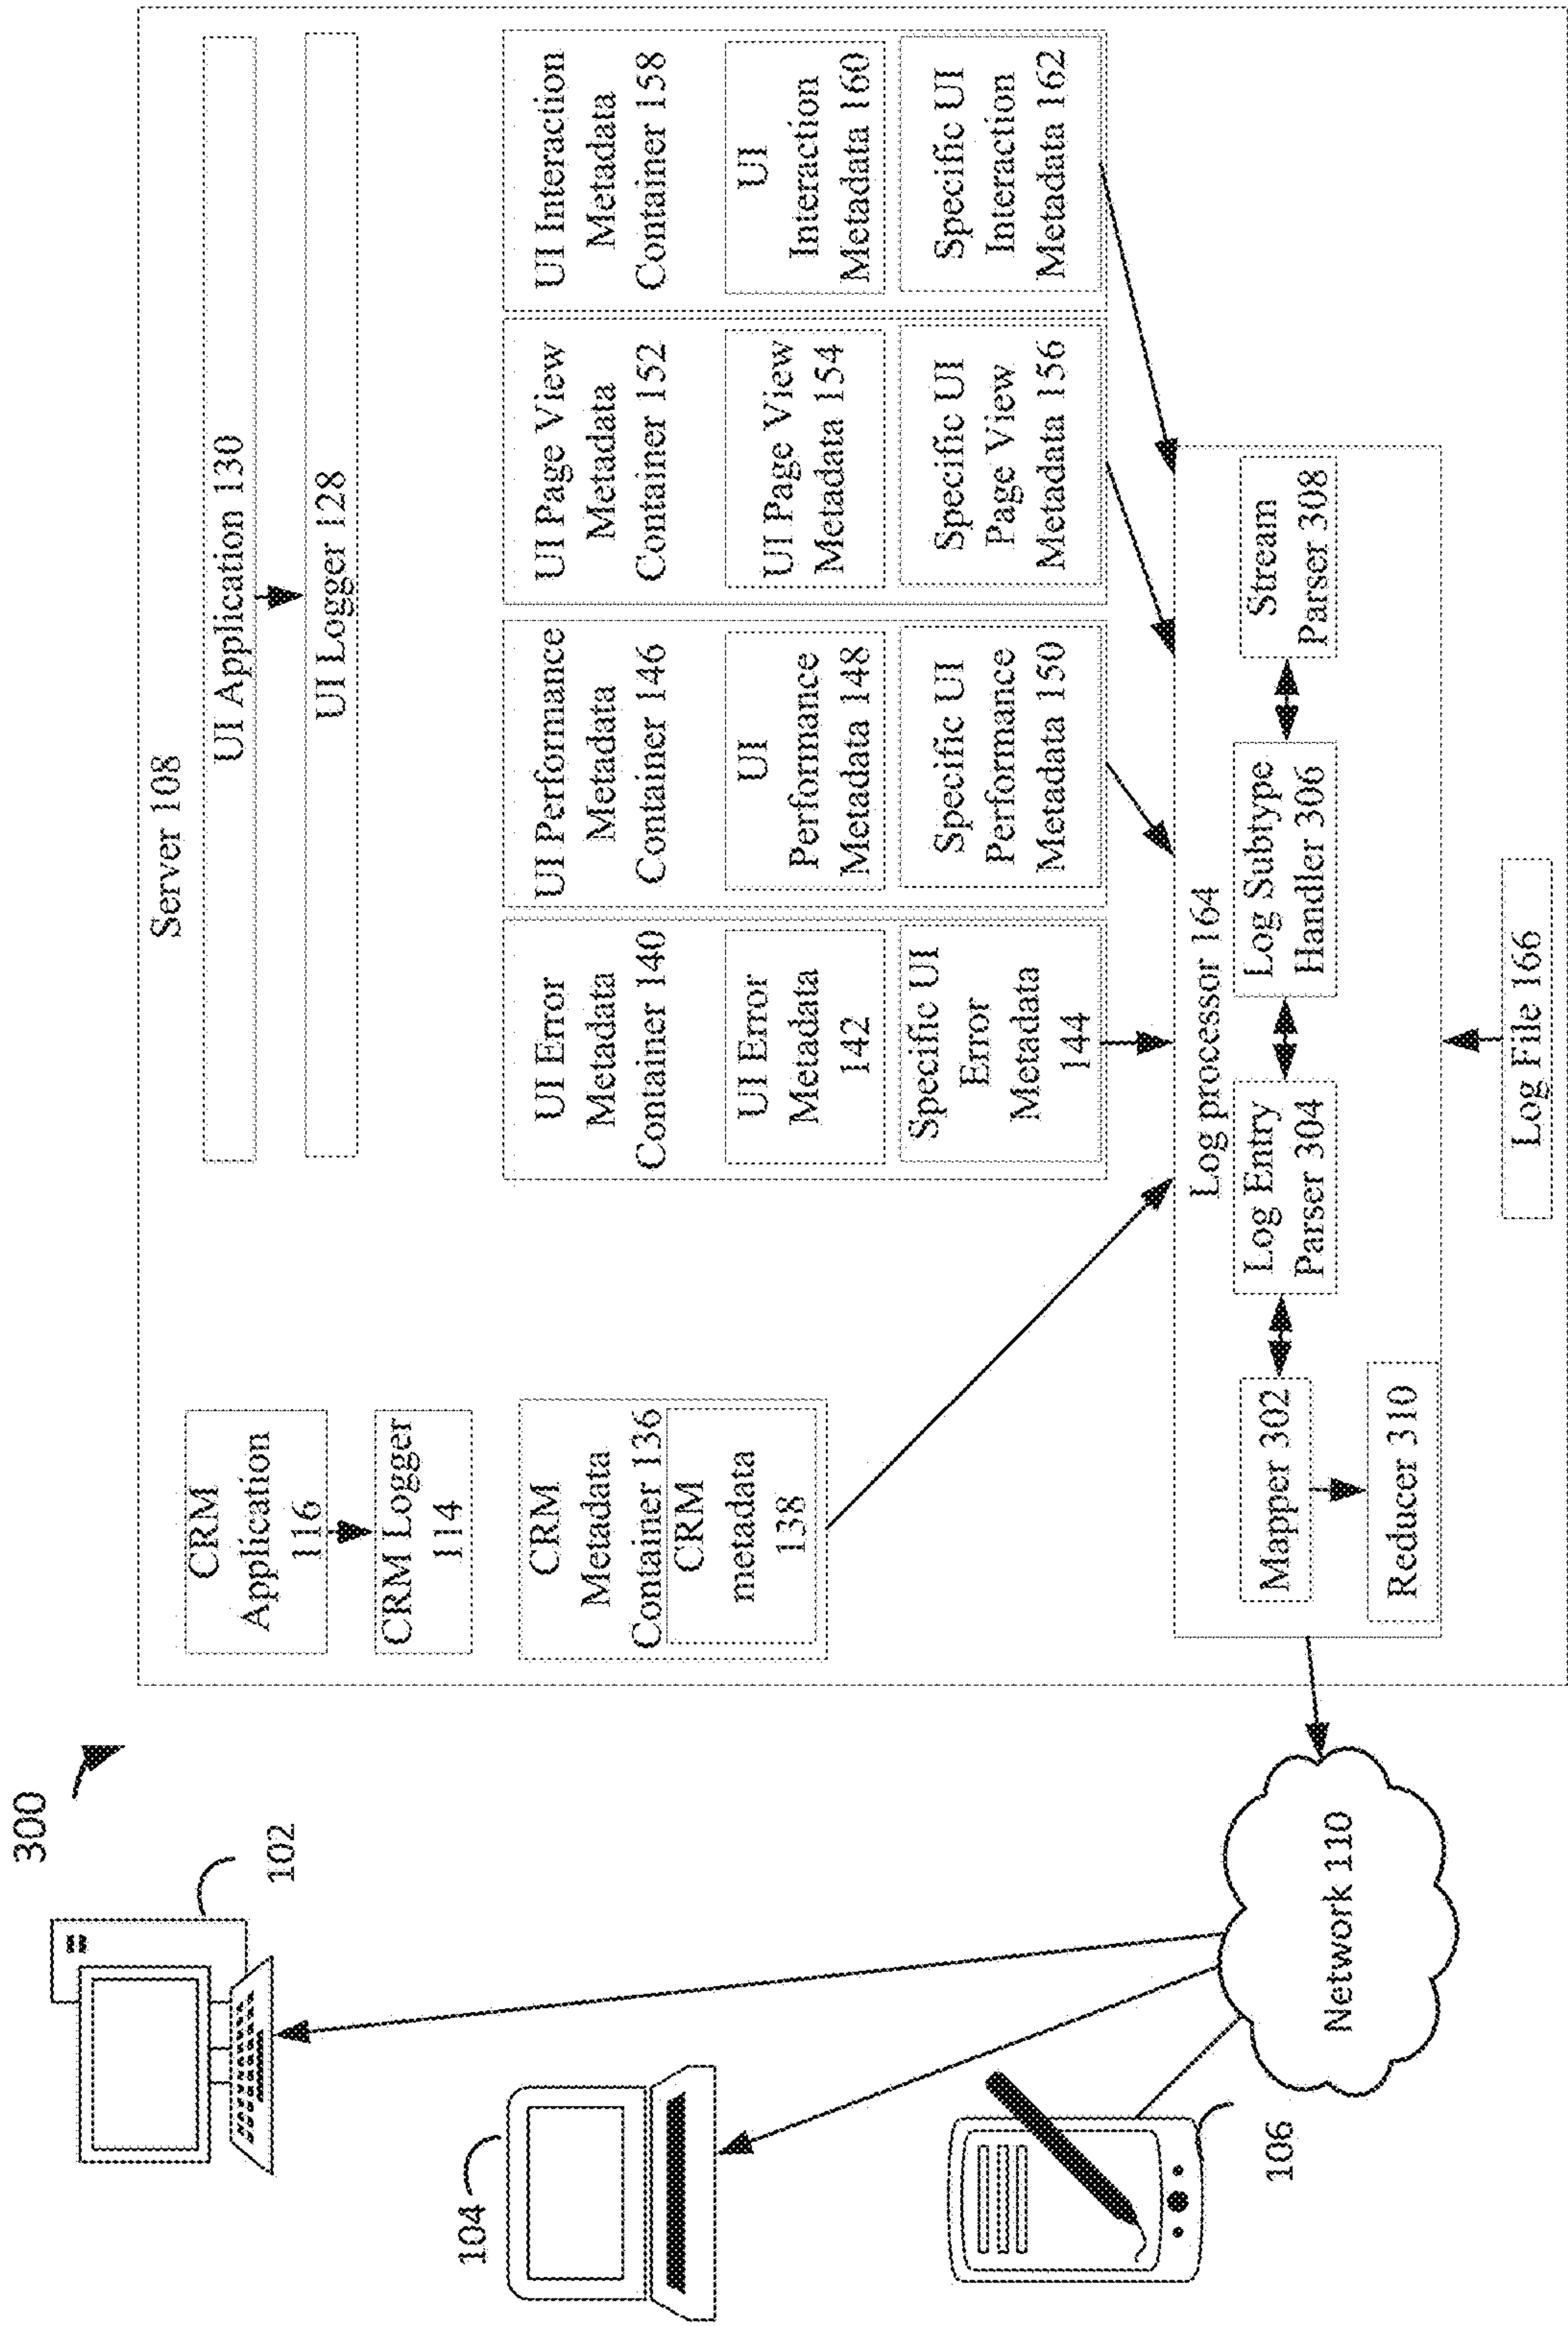 300
102
104
106
Network 110
Server 108
CRM
Application
116
CRM Logger
114
CRM
Metadata
Container 136
CRM
metadata
138
UI Application 130
UI Logger 128
UI Error
Metadata
Container 140
UI Error
Metadata
142
Specific UI
Error
Metadata
144
UI Performance
Metadata
Container 146
UI
Performance
Metadata 148
Specific UI
Performance
Metadata 150
UI Page View
Metadata
Container 152
UI Page View
Metadata 154
Specific UI
Page View
Metadata 156
UI Interaction
Metadata
Container 158
UI
Interaction
Metadata 160
Specific UI
Interaction
Metadata 162
Log processor 164
Mapper 302
Log Entry
Parser 304
Log Subtype
Handler 306
Stream
Parser 308
Reducer 310
Log File 166